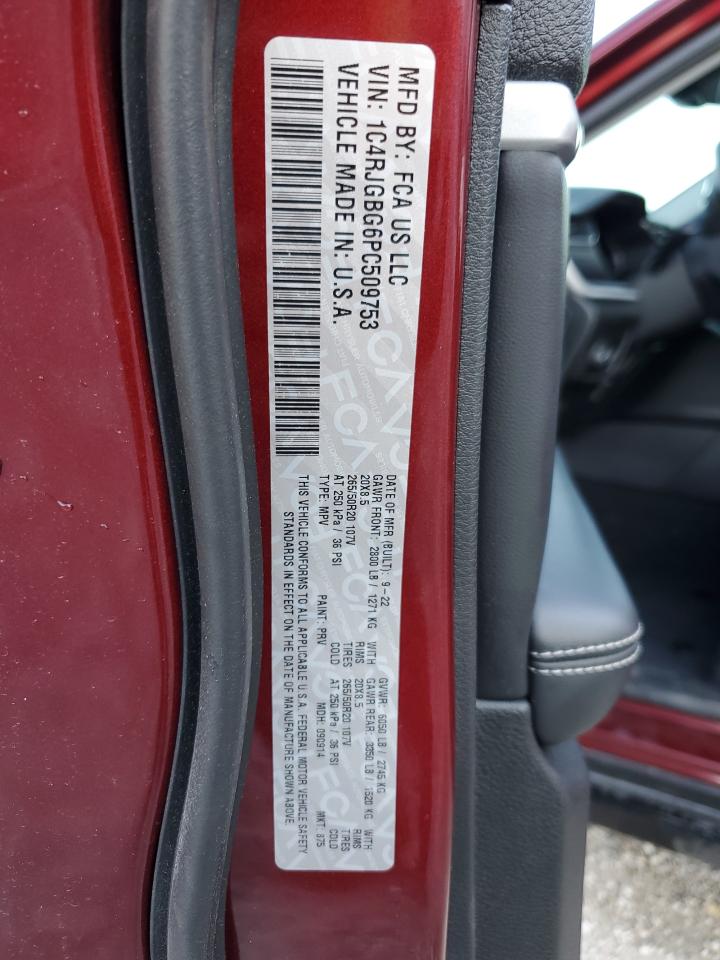 MFD BY: FCA US LLC
VIN: 1C4RJGBG6PC509753
VEHICLE MADE IN: U.S.A.
DATE OF MFR (BUILT): 9-22 GVWR: 6050 LB / 2745 KG
GAWR FRONT: 2800 LB / 1271 KG WITH GAWR REAR: 3350 LB / 1520 KG WITH
20X8.5 RIMS 20X8.5 RIMS
265/50R20 107V TIRES 265/50R20 107V TIRES
AT 250 kPa / 36 PSI COLD AT 250 kPa / 36 PSI COLD
TYPE: MPV PAINT: PRV MDH: 090914 MKT: 875
THIS VEHICLE CONFORMS TO ALL APPLICABLE U.S.A. FEDERAL MOTOR VEHICLE SAFETY
STANDARDS IN EFFECT ON THE DATE OF MANUFACTURE SHOWN ABOVE.